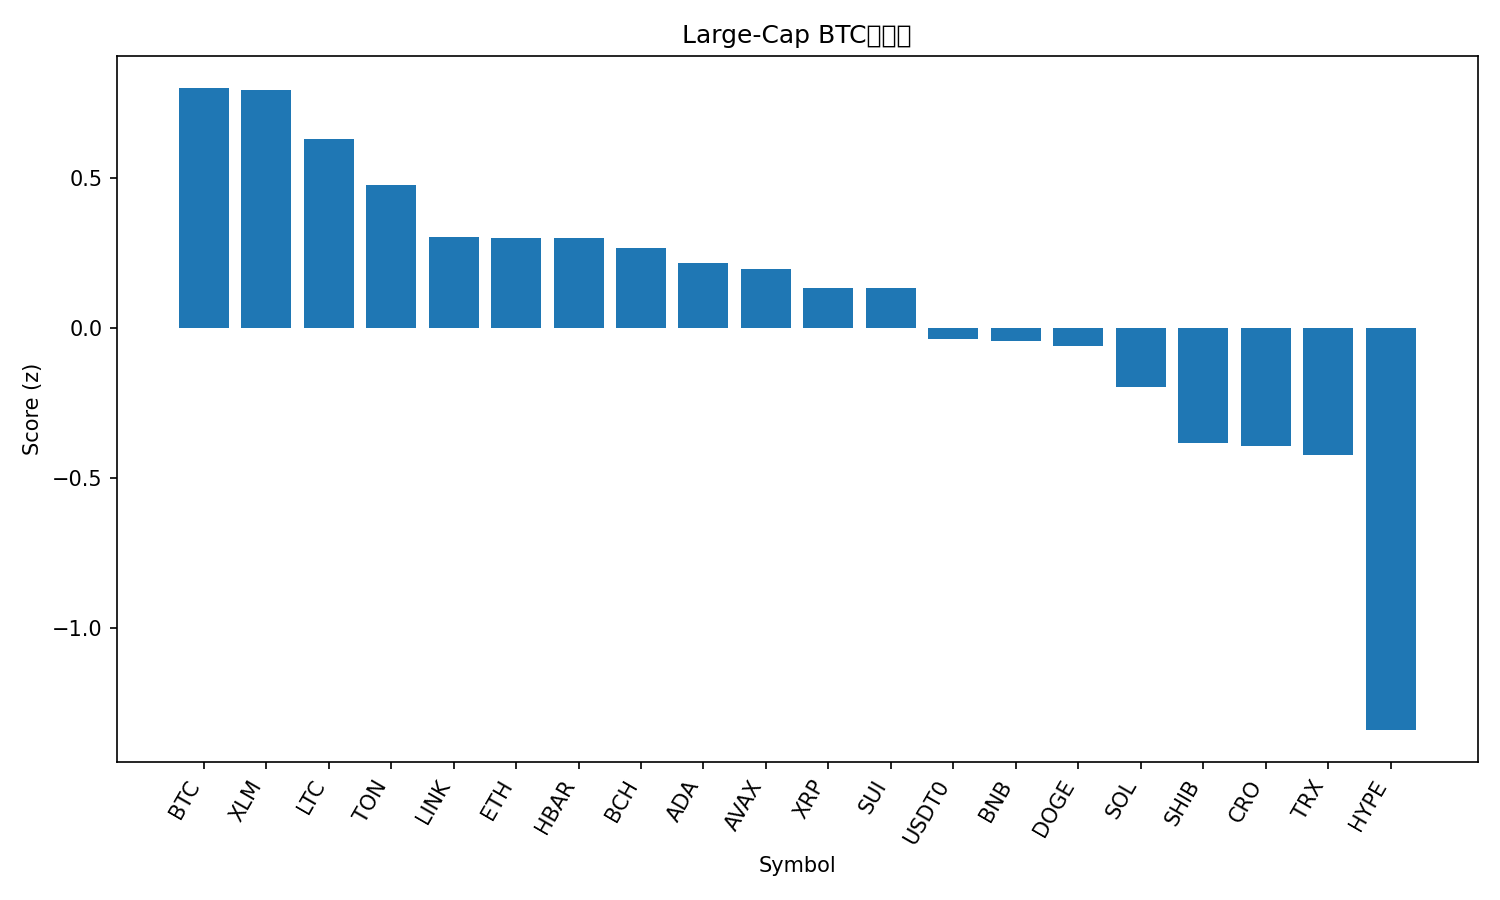 Large-Cap BTC
Score (z)
0.5
0.0
−0.5
−1.0
BTC
XLM
LTC
TON
LINK
ETH
HBAR
BCH
ADA
AVAX
XRP
SUI
USDT0
BNB
DOGE
SOL
SHIB
CRO
TRX
HYPE
Symbol